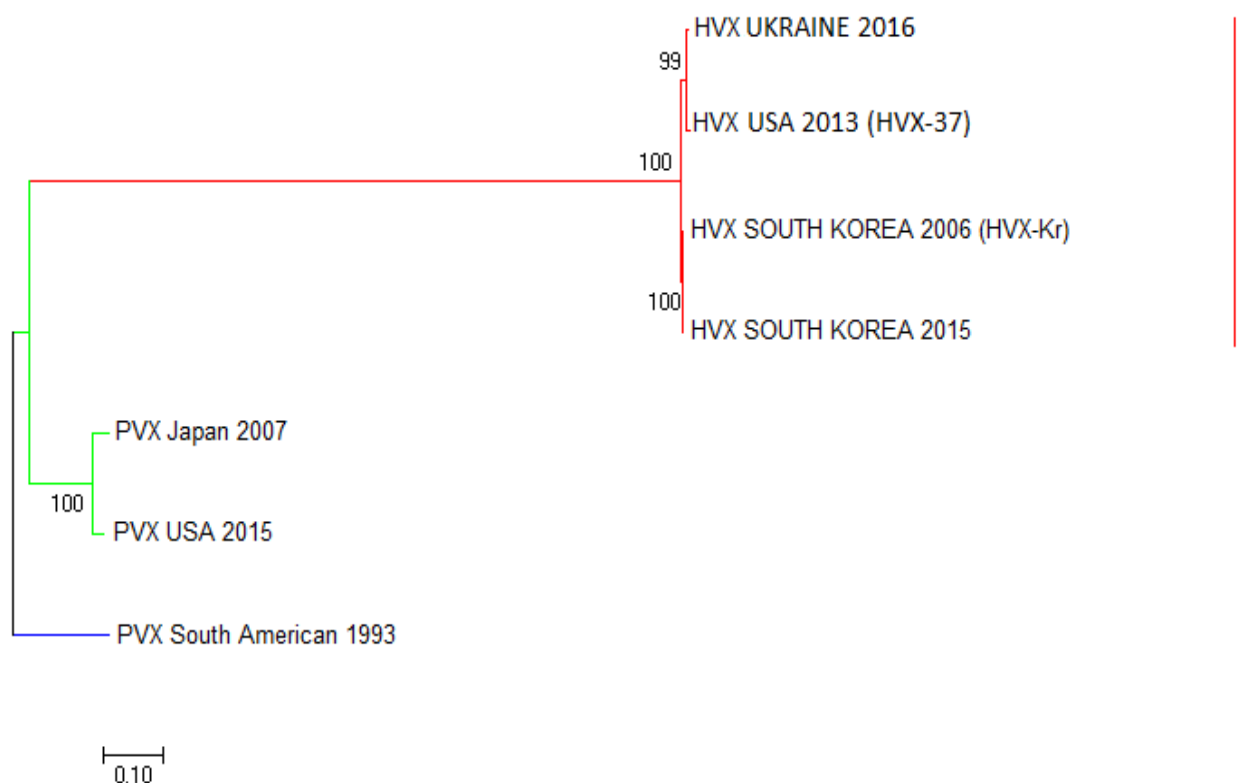 HVX UKRAINE 2016
99
HVX USA 2013 (HVX-37)
100
HVX SOUTH KOREA 2006 (HVX-Kr)
100
HVX SOUTH KOREA 2015
PVX Japan 2007
100
PVX USA 2015
PVX South American 1993
0.10